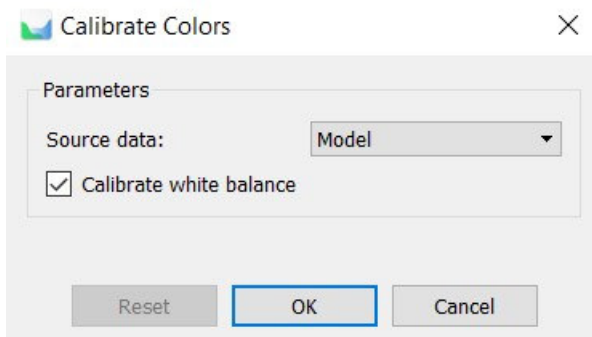 Calibrate Colors
Parameters
Source data: Model
Calibrate white balance
Reset OK Cancel